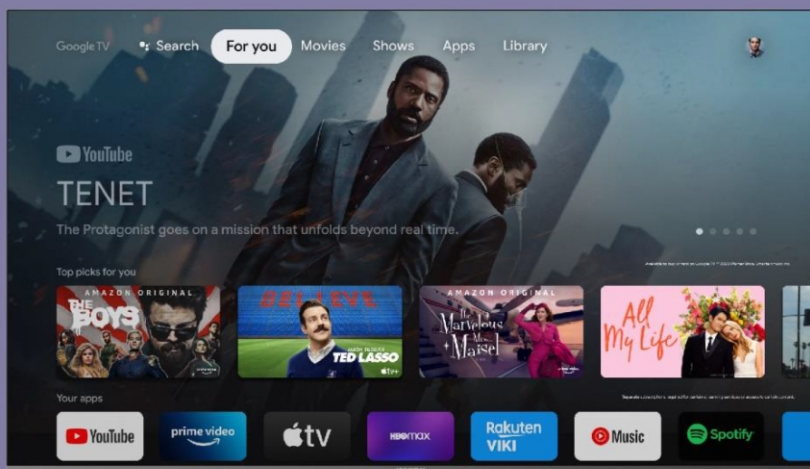 Google TV
Search
For you
Movies
Shows
Apps
Library
YouTube
TENET
The Protagonist goes on a mission that unfolds beyond real time.
Top picks for you
AMAZON ORIGINAL
THE BOYS
BELIEVE
TED LASSO
tv+
AMAZON ORIGINAL
The Marvelous Mrs. Maisel
All My Life
Your apps
YouTube
prime video
tv
HBOmax
Rakuten VIKI
Music
Spotify